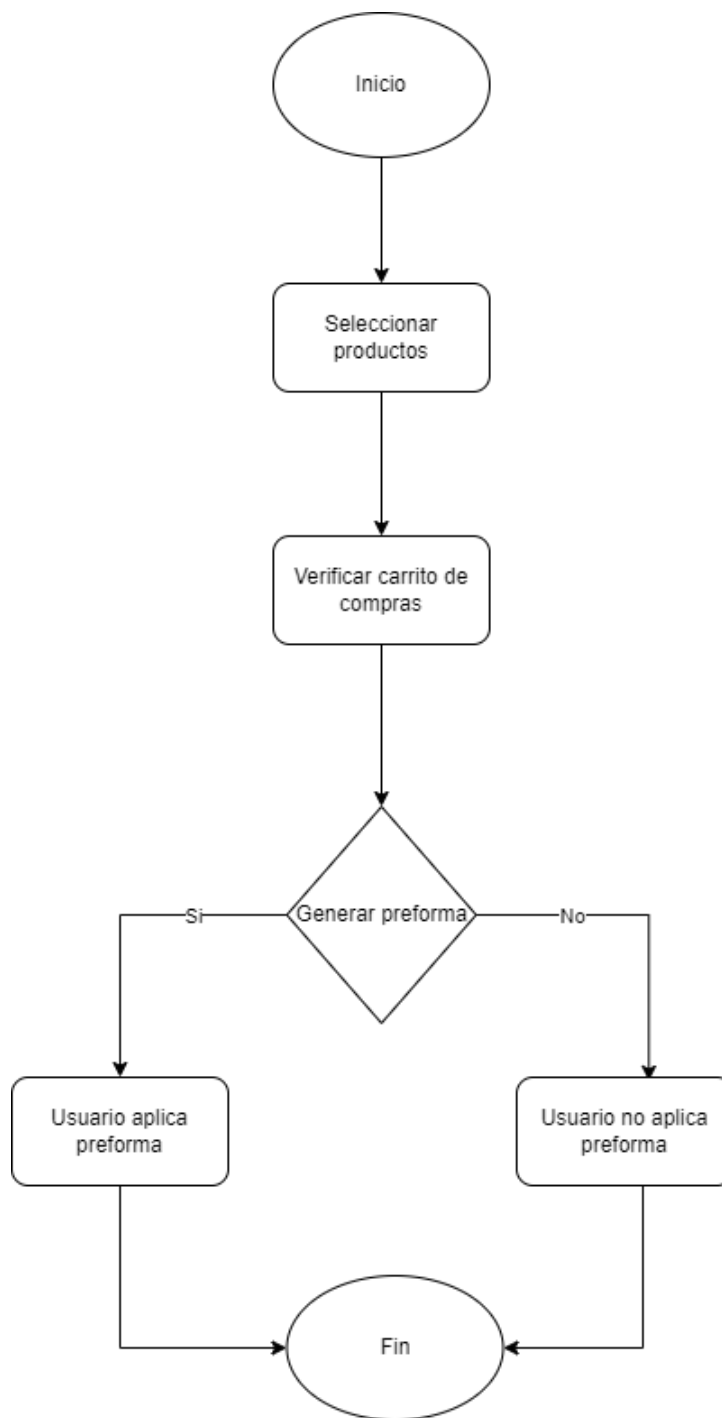 Inicio
Seleccionar
productos
Verificar carrito de
compras
Generar preforma
Si
No
Usuario aplica
preforma
Usuario no aplica
preforma
Fin